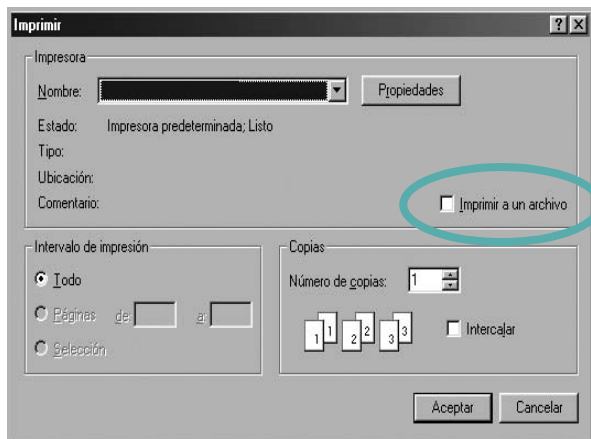 Imprimir
Impresora
Nombre:
Propiedades
Estado: Impresora predeterminada; Listo
Tipo:
Ubicación:
Comentario:
Imprimir a un archivo
Intervalo de impresión
Todo
Páginas de: a:
Selección
Copias
Número de copias: 1
1 1 2 2 3 3
Intercalar
Aceptar Cancelar